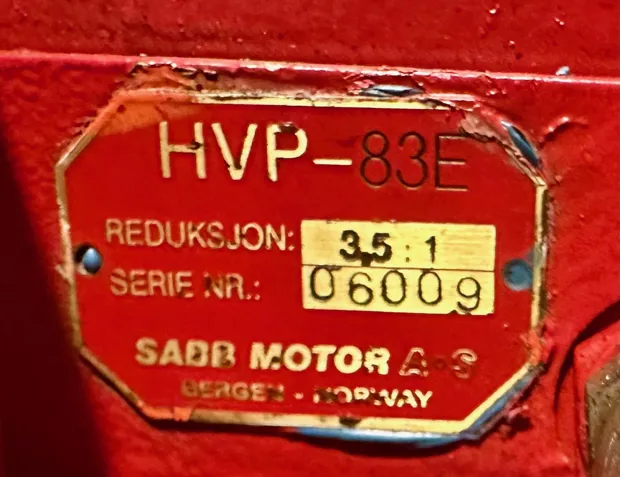 HVP-83E
REDUKSJON: 3,5 : 1
SERIE NR.: 06009
SABB MOTOR A·S
BERGEN - NORWAY